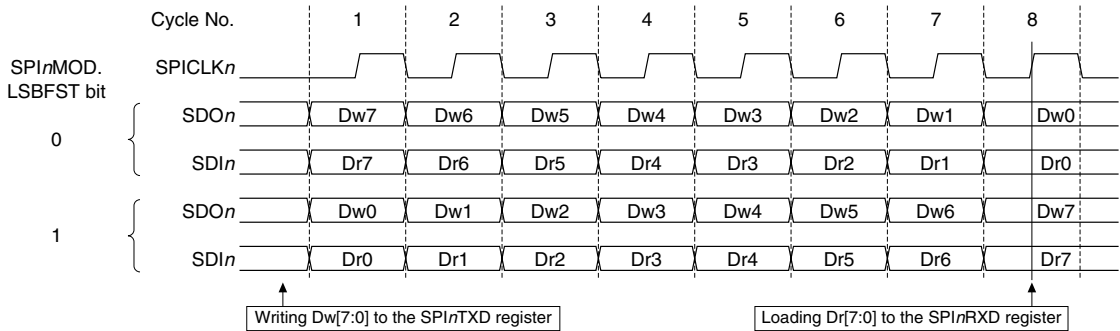 Cycle No. 1 2 3 4 5 6 7 8
SPInMOD. SPICLKn
LSBFST bit
SDOn Dw7 Dw6 Dw5 Dw4 Dw3 Dw2 Dw1 Dw0
0
SDIn Dr7 Dr6 Dr5 Dr4 Dr3 Dr2 Dr1 Dr0
SDOn Dw0 Dw1 Dw2 Dw3 Dw4 Dw5 Dw6 Dw7
1
SDIn Dr0 Dr1 Dr2 Dr3 Dr4 Dr5 Dr6 Dr7
Writing Dw[7:0] to the SPInTXD register Loading Dr[7:0] to the SPInRXD register